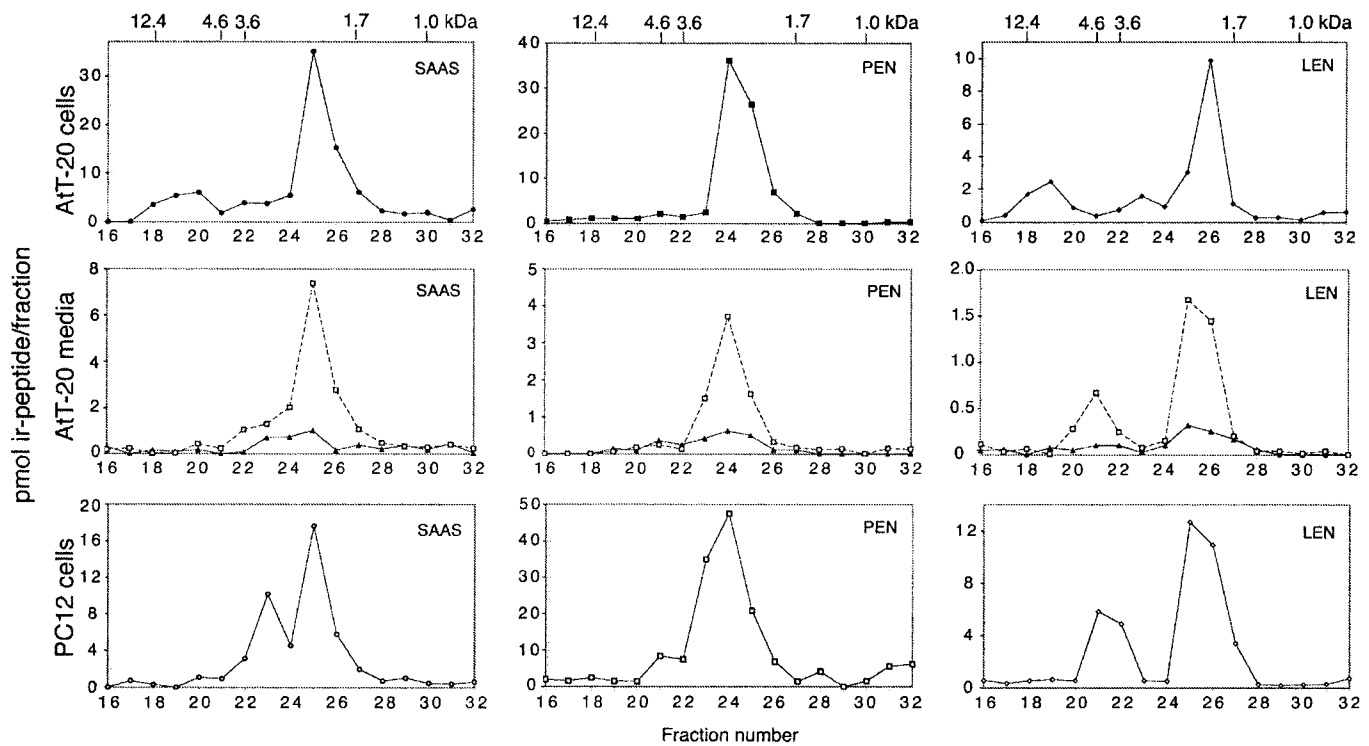 12.4 4.6 3.6 1.7 1.0 kDa
12.4 4.6 3.6 1.7 1.0 kDa
12.4 4.6 3.6 1.7 1.0 kDa
pmol ir-peptide/fraction
AtT-20 cells
SAAS
30
20
10
0
16 18 20 22 24 26 28 30 32
PEN
40
30
20
10
0
16 18 20 22 24 26 28 30 32
LEN
10
8
6
4
2
0
16 18 20 22 24 26 28 30 32
AtT-20 media
SAAS
8
6
4
2
0
16 18 20 22 24 26 28 30 32
PEN
5
4
3
2
1
0
16 18 20 22 24 26 28 30 32
LEN
2.0
1.5
1.0
0.5
0
16 18 20 22 24 26 28 30 32
PC12 cells
SAAS
20
16
12
8
4
0
16 18 20 22 24 26 28 30 32
PEN
50
40
30
20
10
0
16 18 20 22 24 26 28 30 32
LEN
12
8
4
0
16 18 20 22 24 26 28 30 32
Fraction number